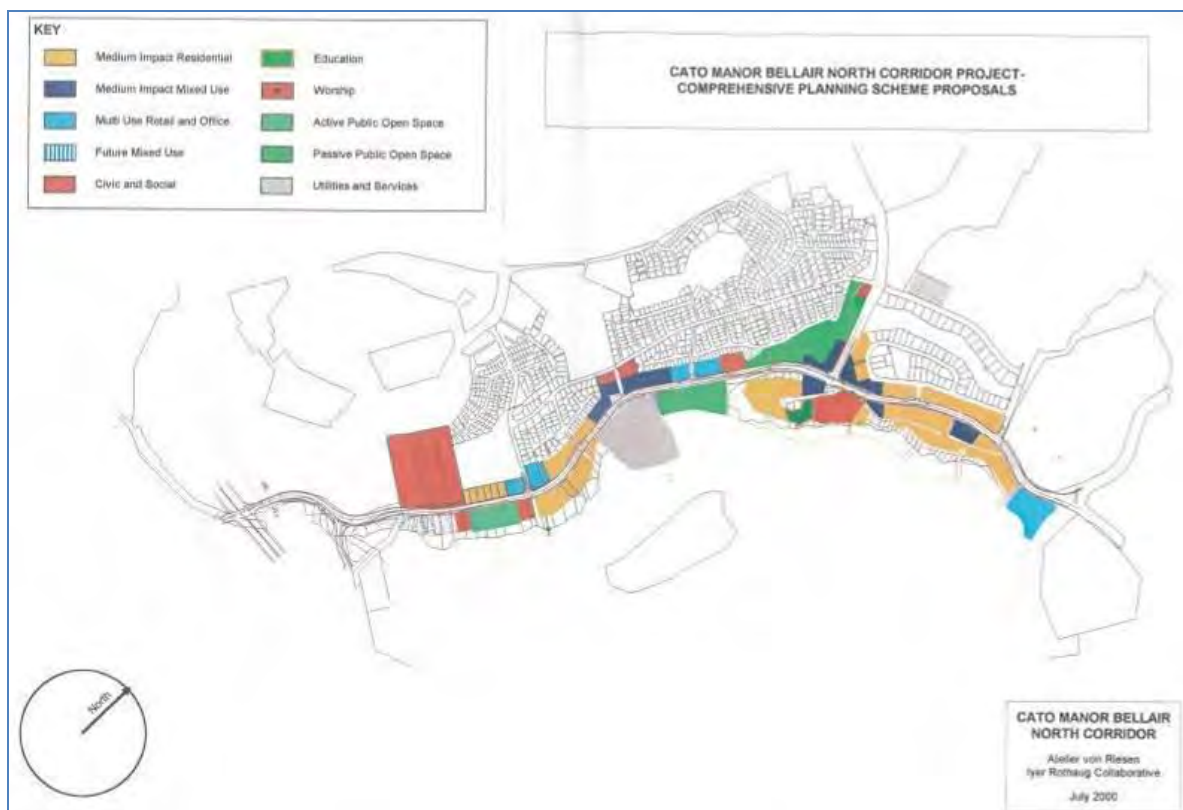 KEY
Medium Impact Residential
Medium Impact Mixed Use
Multi Use Retail and Office
Future Mixed Use
Civic and Social
Education
Worship
Active Public Open Space
Passive Public Open Space
Utilities and Services
CATO MANOR BELLAIR NORTH CORRIDOR PROJECT-
COMPREHENSIVE PLANNING SCHEME PROPOSALS
North
CATO MANOR BELLAIR
NORTH CORRIDOR
Atelier von Riesen
Iyer Rothaug Collaborative
July 2000